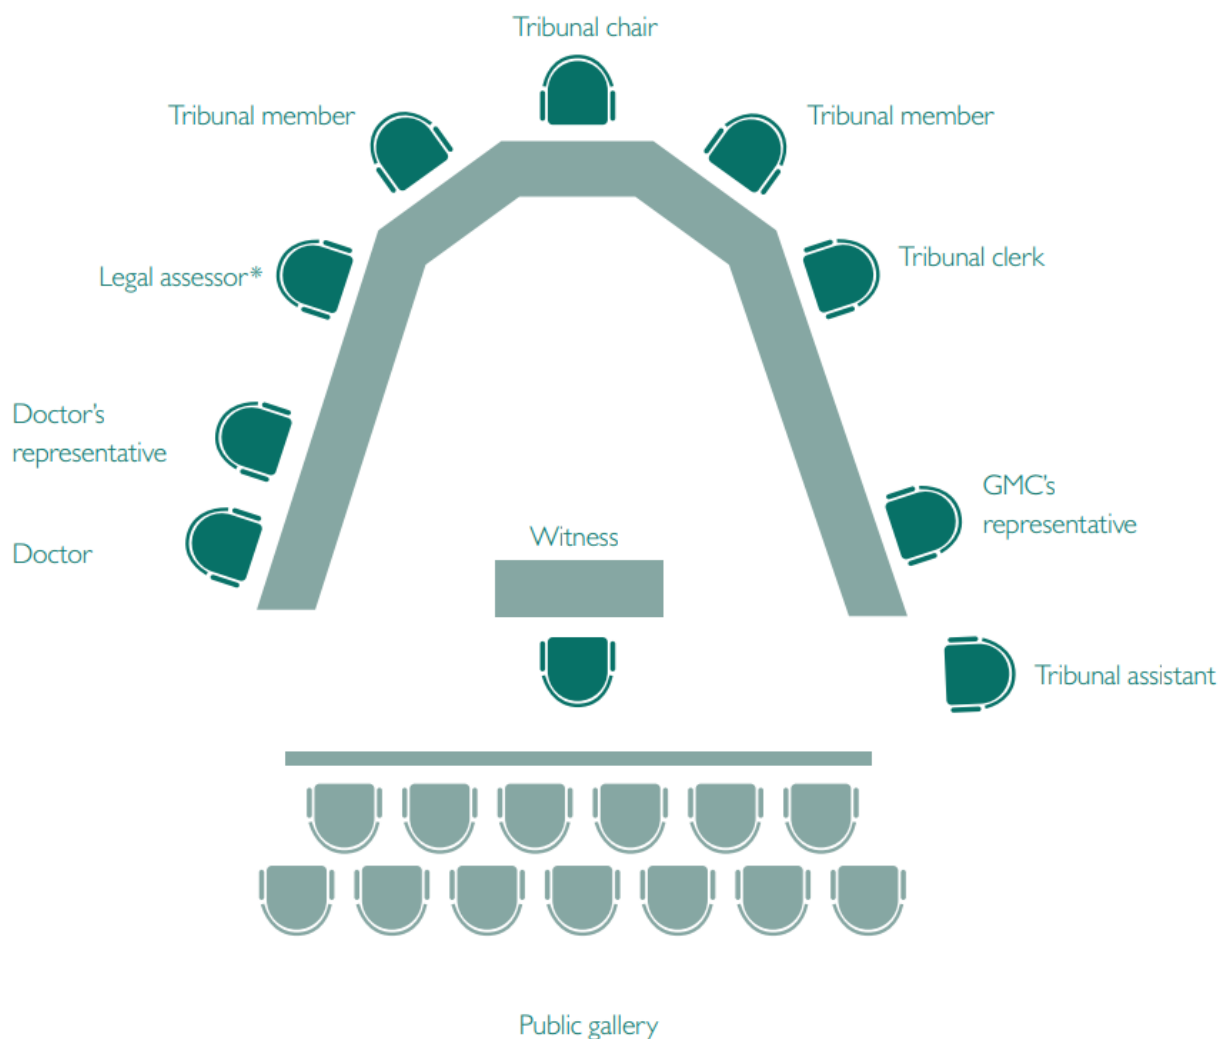 Tribunal chair
Tribunal member
Tribunal member
Legal assessor*
Tribunal clerk
Doctor's
representative
GMC's
representative
Doctor
Witness
Tribunal assistant
Public gallery